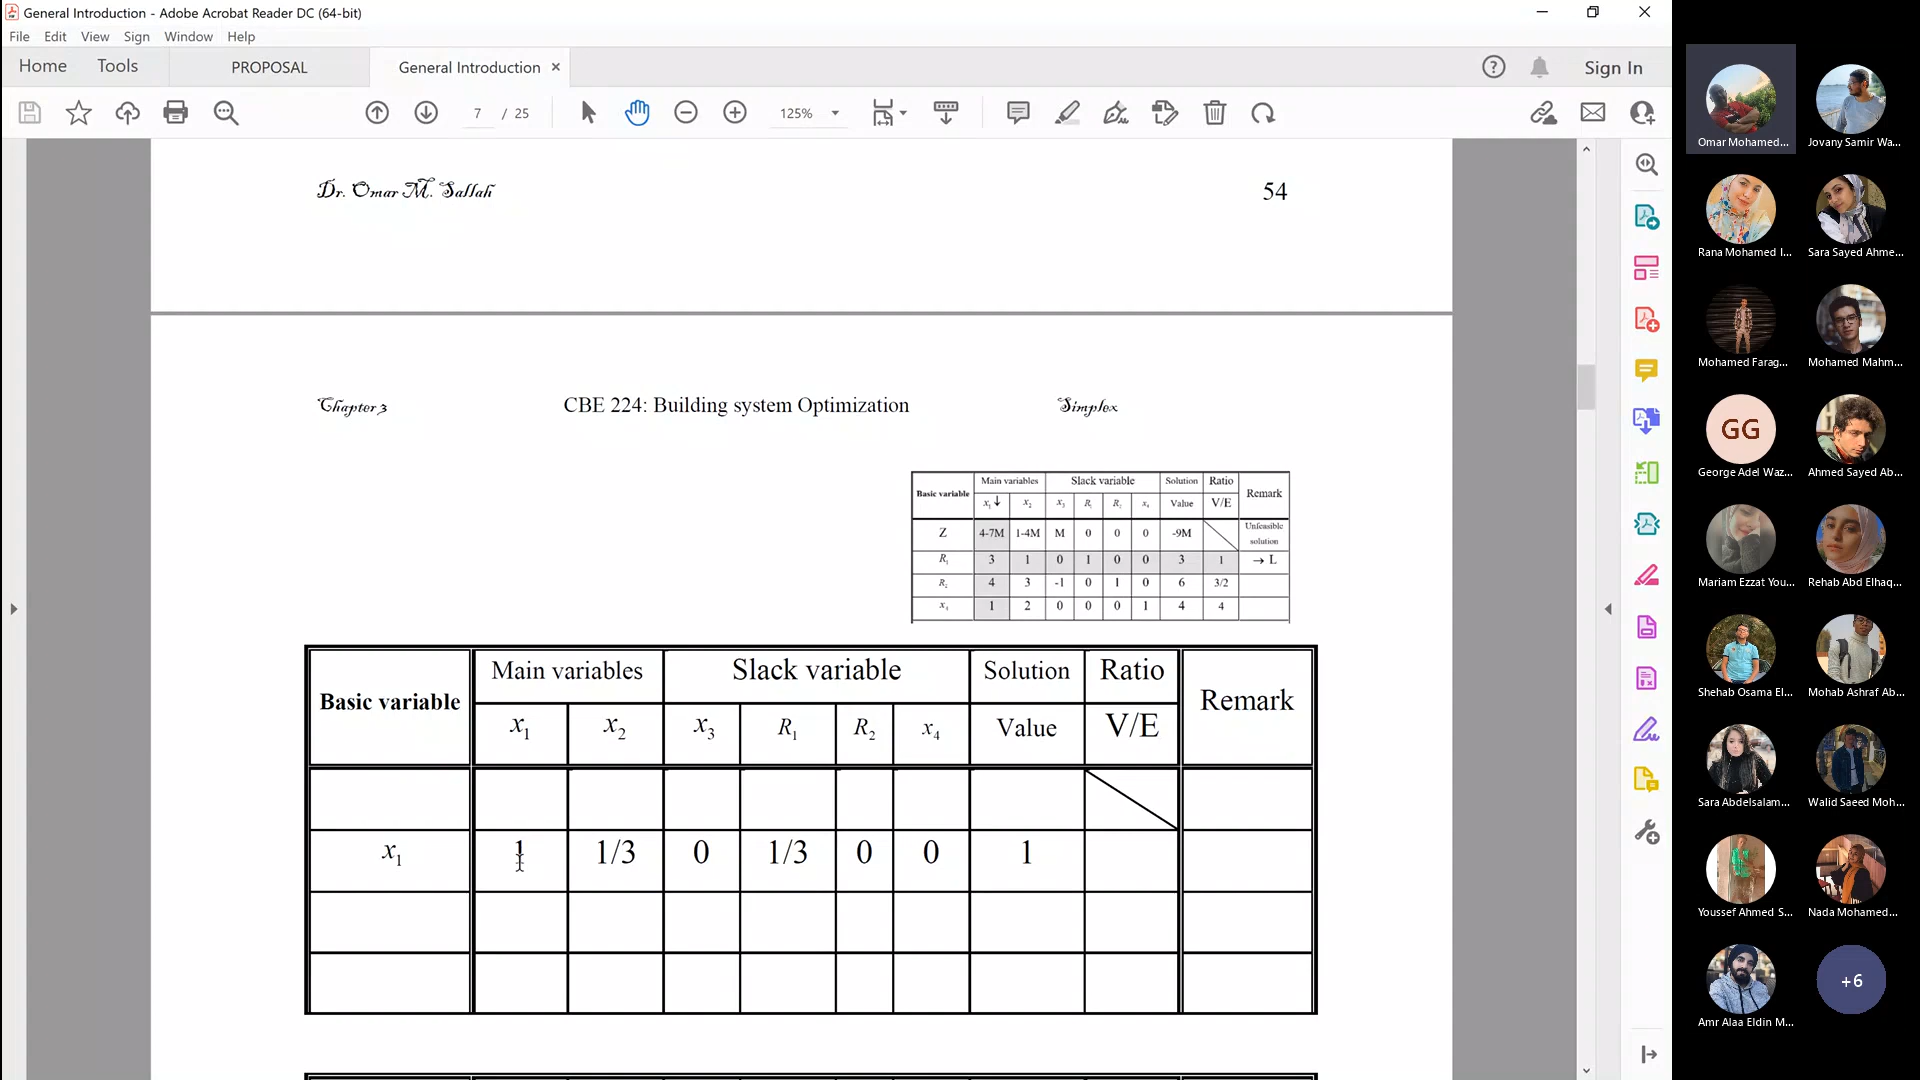 General Introduction - Adobe Acrobat Reader DC (64-bit)
File Edit View Sign Window Help
Home Tools PROPOSAL General Introduction × Sign In
7 / 25 125%
Dr. Omar M. Sallah 54
Chapter 3 CBE 224: Building system Optimization Simplex
Basic variable Main variables Slack variable Solution Ratio Remark
x₁↓ x₂ x₃ R₁ R₂ x₄ Value V/E
Z 4-7M 1-4M M 0 0 0 -9M Unfeasible solution
R₁ 3 1 0 1 0 0 3 1 → L
R₂ 4 3 -1 0 1 0 6 3/2
x₄ 1 2 0 0 0 1 4 4
Basic variable Main variables Slack variable Solution Ratio Remark
x₁ x₂ x₃ R₁ R₂ x₄ Value V/E
x₁ 1 1/3 0 1/3 0 0 1
Omar Mohamed... Jovany Samir Wa...
Rana Mohamed I... Sara Sayed Ahme...
Mohamed Farag... Mohamed Mahm...
GG
George Adel Waz... Ahmed Sayed Ab...
Mariam Ezzat You... Rehab Abd Elhaq...
Shehab Osama El... Mohab Ashraf Ab...
Sara Abdelsalam... Walid Saeed Moh...
Youssef Ahmed S... Nada Mohamed...
+6
Amr Alaa Eldin M...